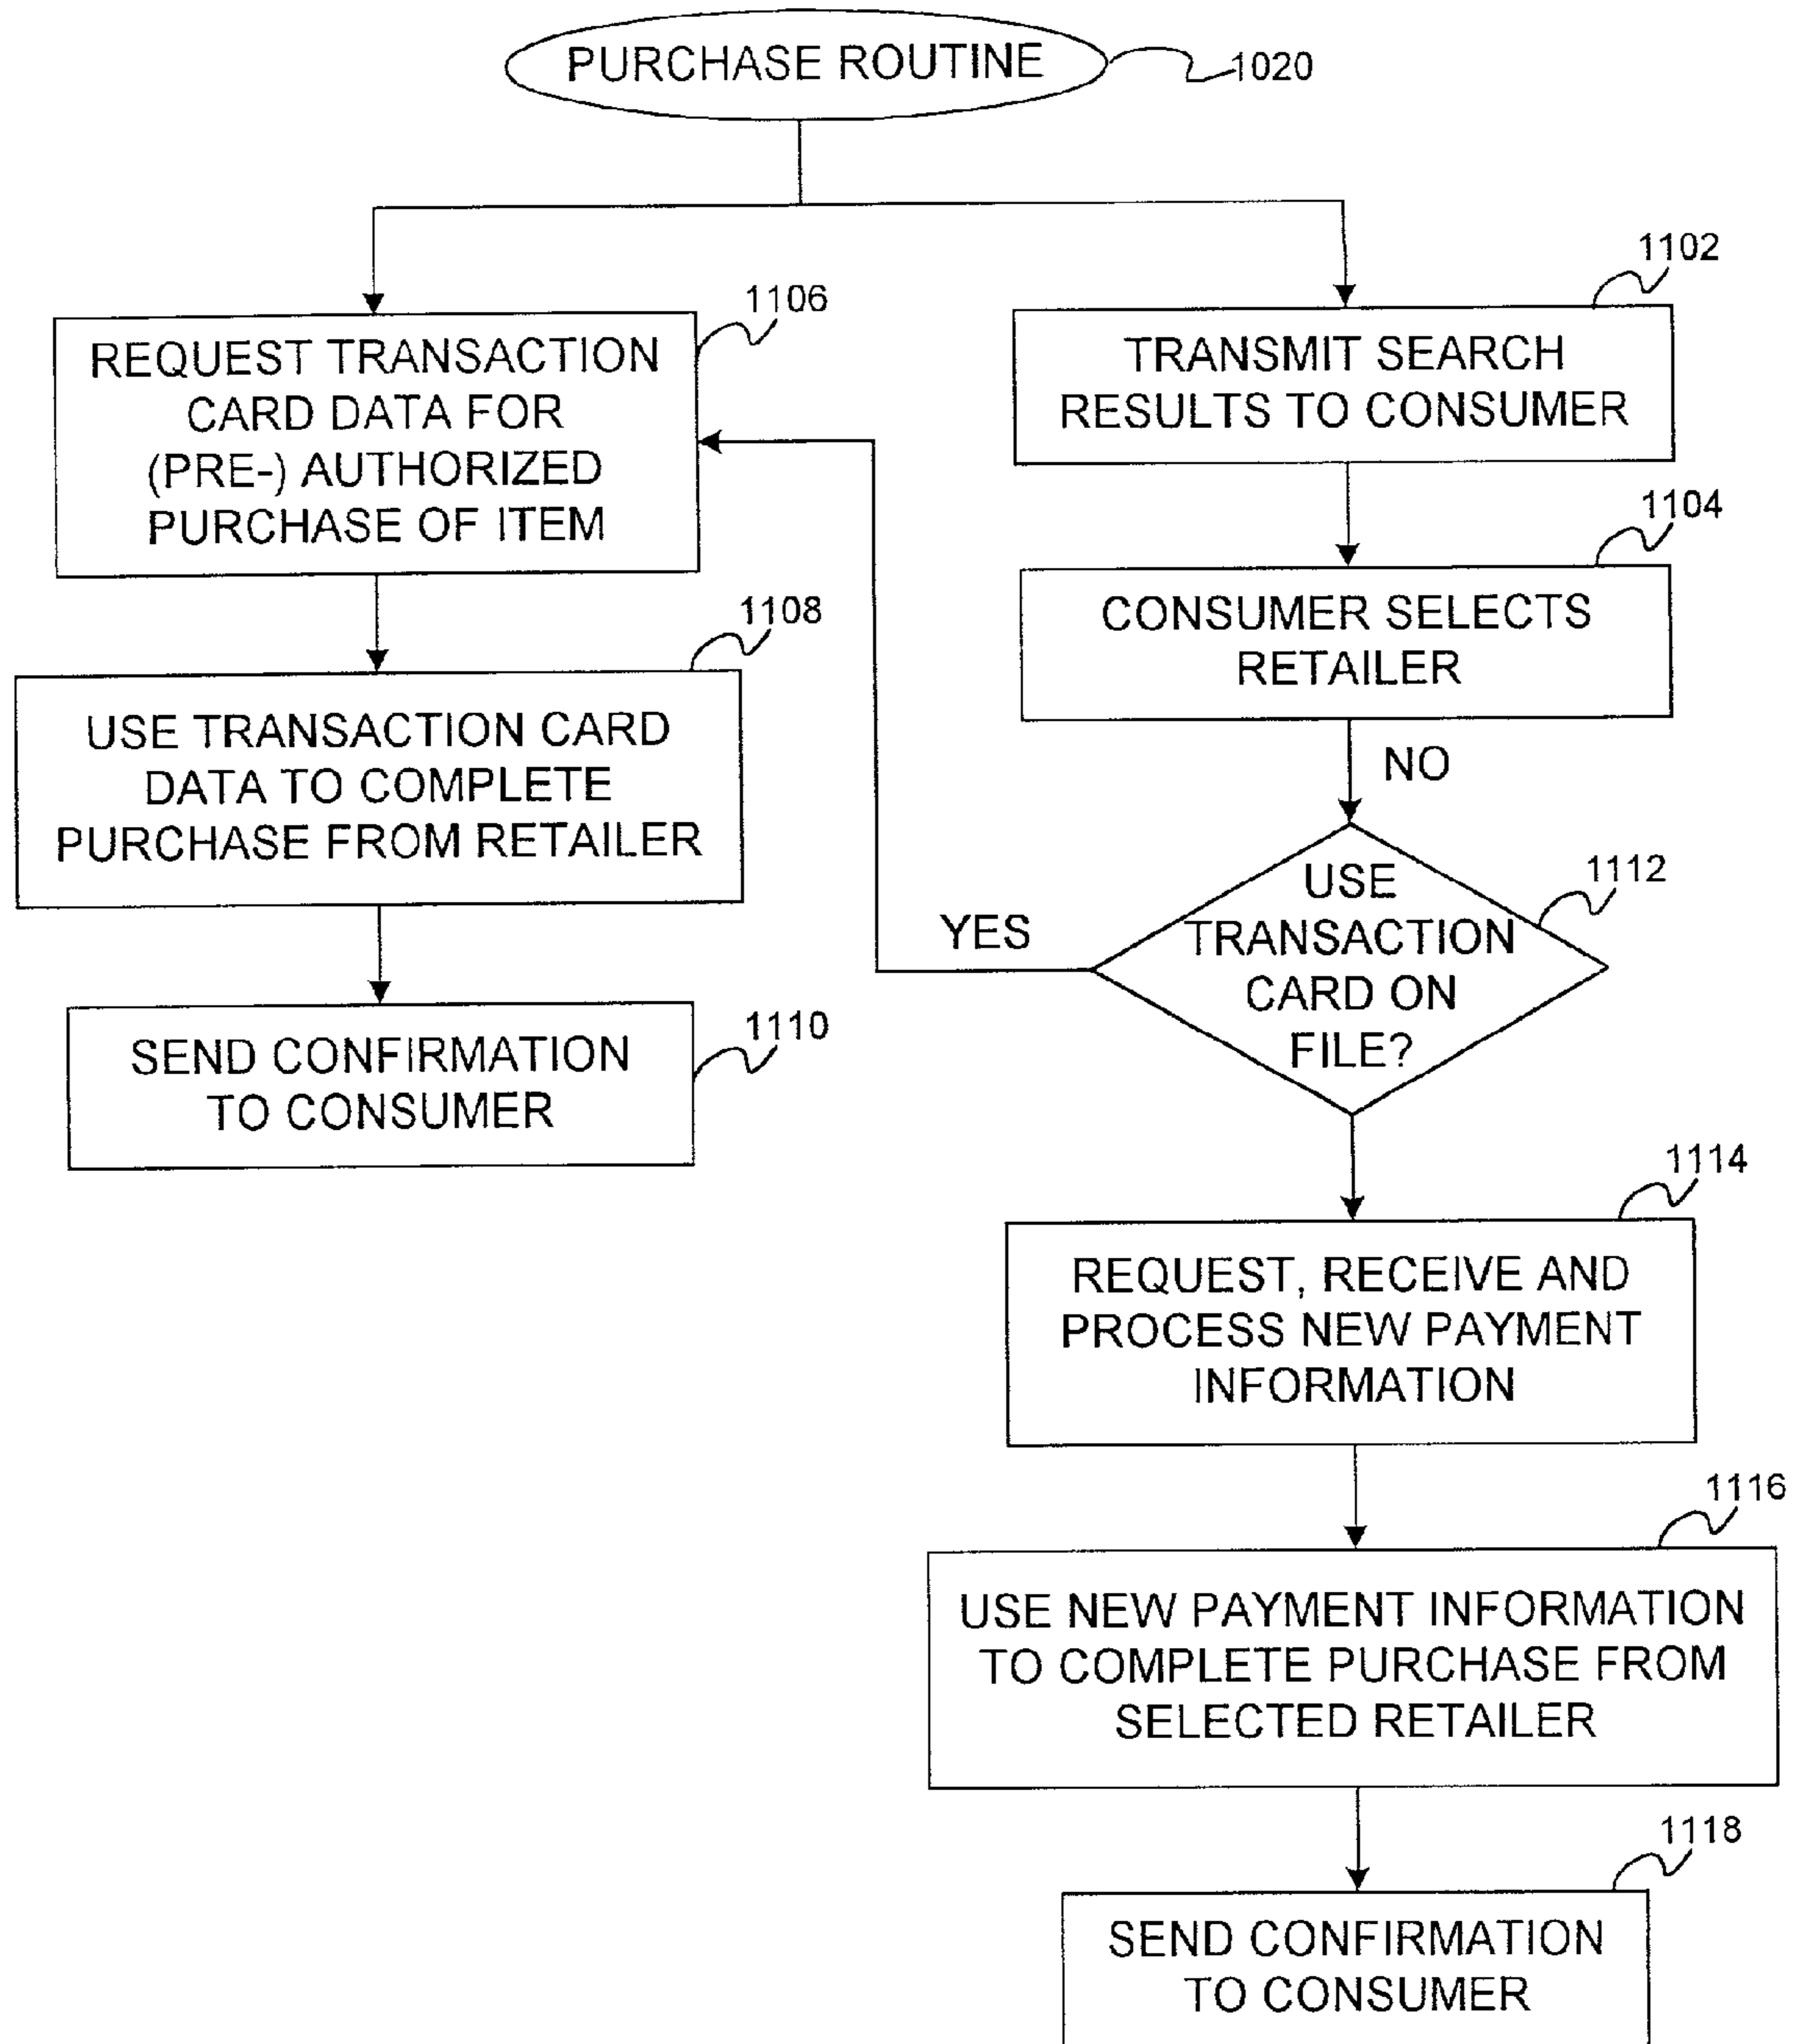 PURCHASE ROUTINE
1020
1106
REQUEST TRANSACTION
CARD DATA FOR
(PRE-) AUTHORIZED
PURCHASE OF ITEM
1108
USE TRANSACTION CARD
DATA TO COMPLETE
PURCHASE FROM RETAILER
1110
SEND CONFIRMATION
TO CONSUMER
1102
TRANSMIT SEARCH
RESULTS TO CONSUMER
1104
CONSUMER SELECTS
RETAILER
NO
1112
USE
TRANSACTION
CARD ON
FILE?
YES
1114
REQUEST, RECEIVE AND
PROCESS NEW PAYMENT
INFORMATION
1116
USE NEW PAYMENT INFORMATION
TO COMPLETE PURCHASE FROM
SELECTED RETAILER
1118
SEND CONFIRMATION
TO CONSUMER